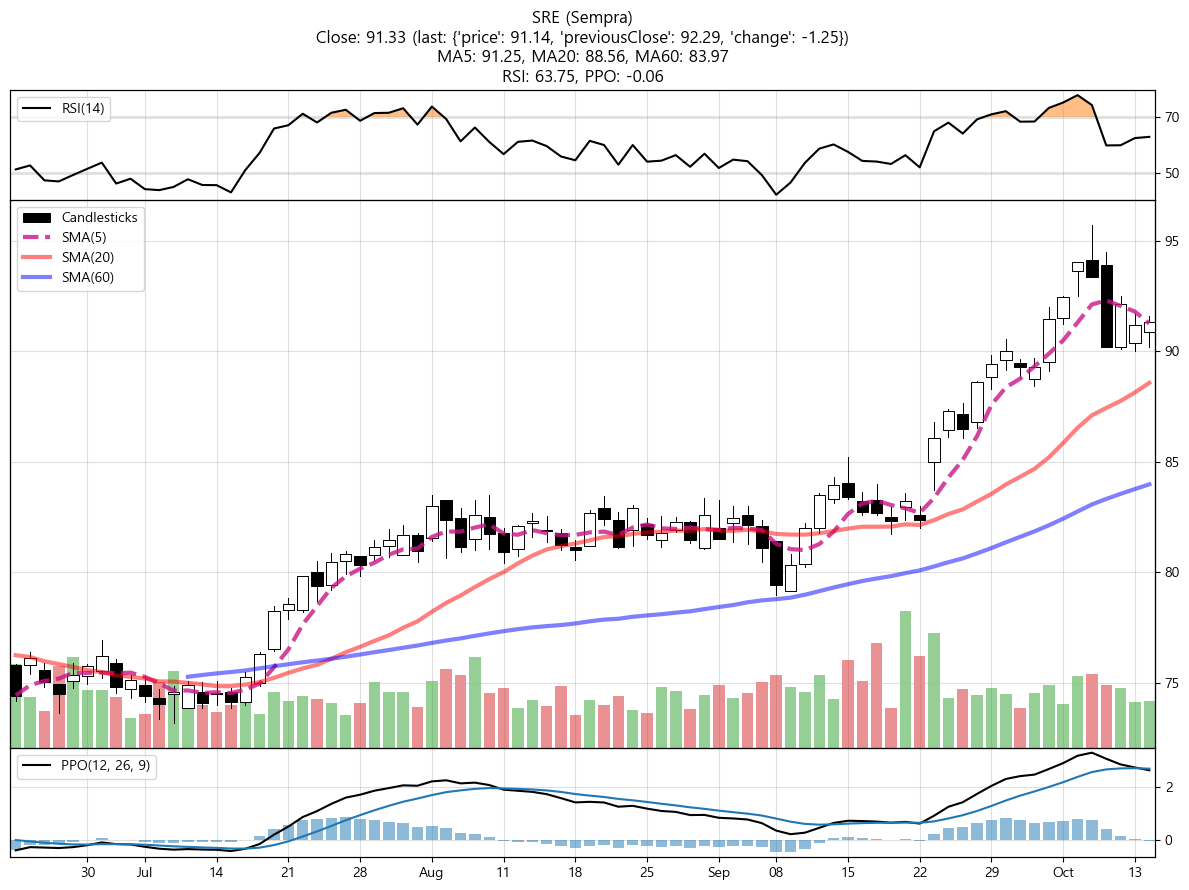 SRE (Sempra)
Close: 91.33 (last: {'price': 91.14, 'previousClose': 92.29, 'change': -1.25})
MA5: 91.25, MA20: 88.56, MA60: 83.97
RSI: 63.75, PPO: -0.06
RSI(14)
70
50
Candlesticks
SMA(5)
SMA(20)
SMA(60)
95
90
85
80
75
PPO(12, 26, 9)
2
0
30 Jul 14 21 28 Aug 11 18 25 Sep 08 15 22 29 Oct 13